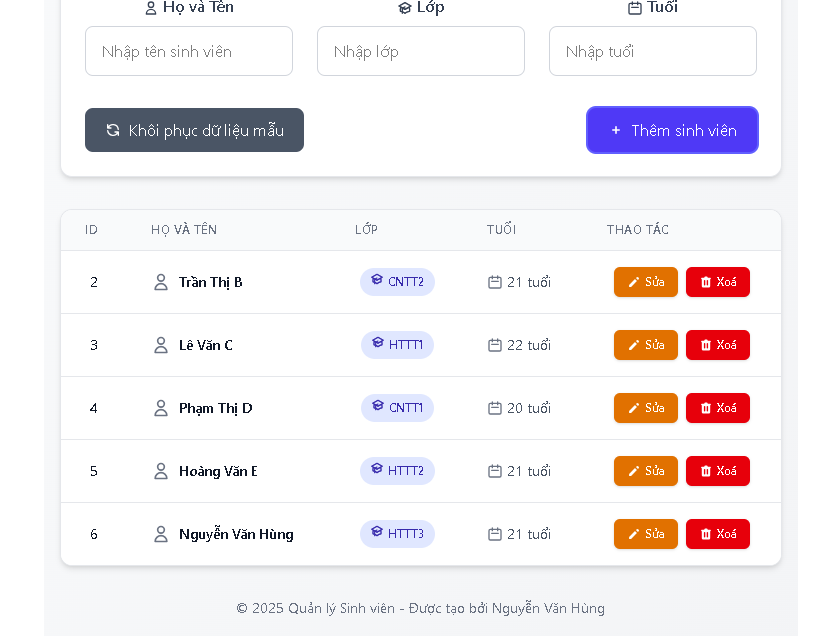 Họ và Tên Lớp Tuổi
Nhập tên sinh viên Nhập lớp Nhập tuổi
Khôi phục dữ liệu mẫu + Thêm sinh viên
ID HỌ VÀ TÊN LỚP TUỔI THAO TÁC
2 Trần Thị B CNTT2 21 tuổi Sửa Xoá
3 Lê Văn C HTTT1 22 tuổi Sửa Xoá
4 Phạm Thị D CNTT1 20 tuổi Sửa Xoá
5 Hoàng Văn E HTTT2 21 tuổi Sửa Xoá
6 Nguyễn Văn Hùng HTTT3 21 tuổi Sửa Xoá
© 2025 Quản lý Sinh viên - Được tạo bởi Nguyễn Văn Hùng